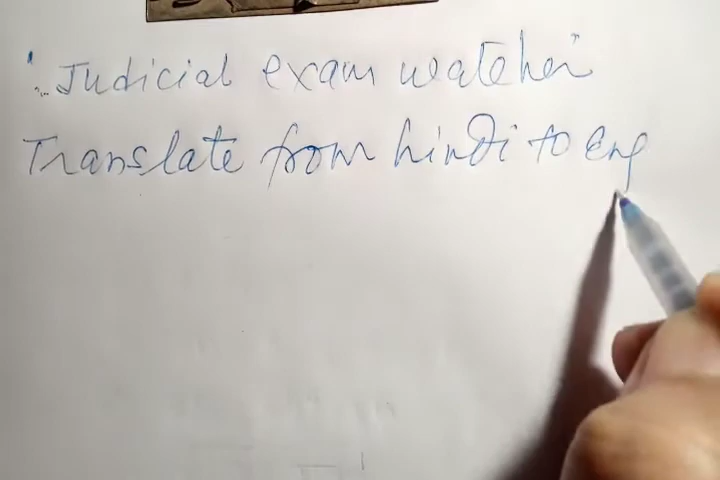 "Judicial exam watcher"
Translate from hindi to Eng